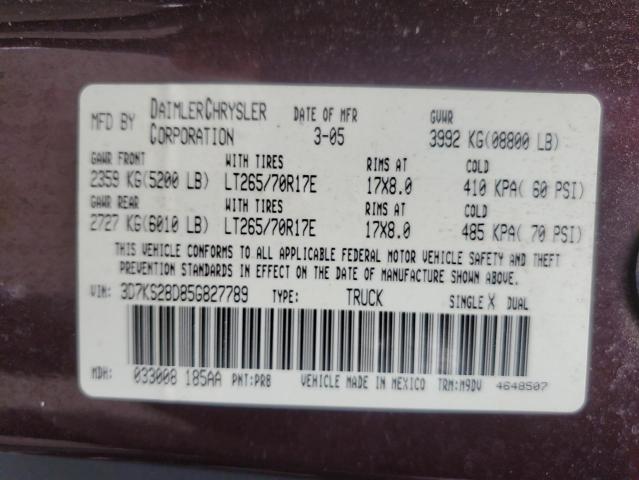 MFD BY DAIMLERCHRYSLER CORPORATION DATE OF MFR 3-05 GVWR 3992 KG(08800 LB)
GAWR FRONT WITH TIRES RIMS AT COLD
2359 KG(5200 LB) LT265/70R17E 17X8.0 410 KPA( 60 PSI)
GAWR REAR WITH TIRES RIMS AT COLD
2727 KG(6010 LB) LT265/70R17E 17X8.0 485 KPA( 70 PSI)
THIS VEHICLE CONFORMS TO ALL APPLICABLE FEDERAL MOTOR VEHICLE SAFETY AND THEFT
PREVENTION STANDARDS IN EFFECT ON THE DATE OF MANUFACTURE SHOWN ABOVE.
VIN: 3D7KS28D85G827789 TYPE: TRUCK SINGLE X DUAL
MDH: 033008 185AA PNT:PRB VEHICLE MADE IN MEXICO TRM:M9DV 4648507